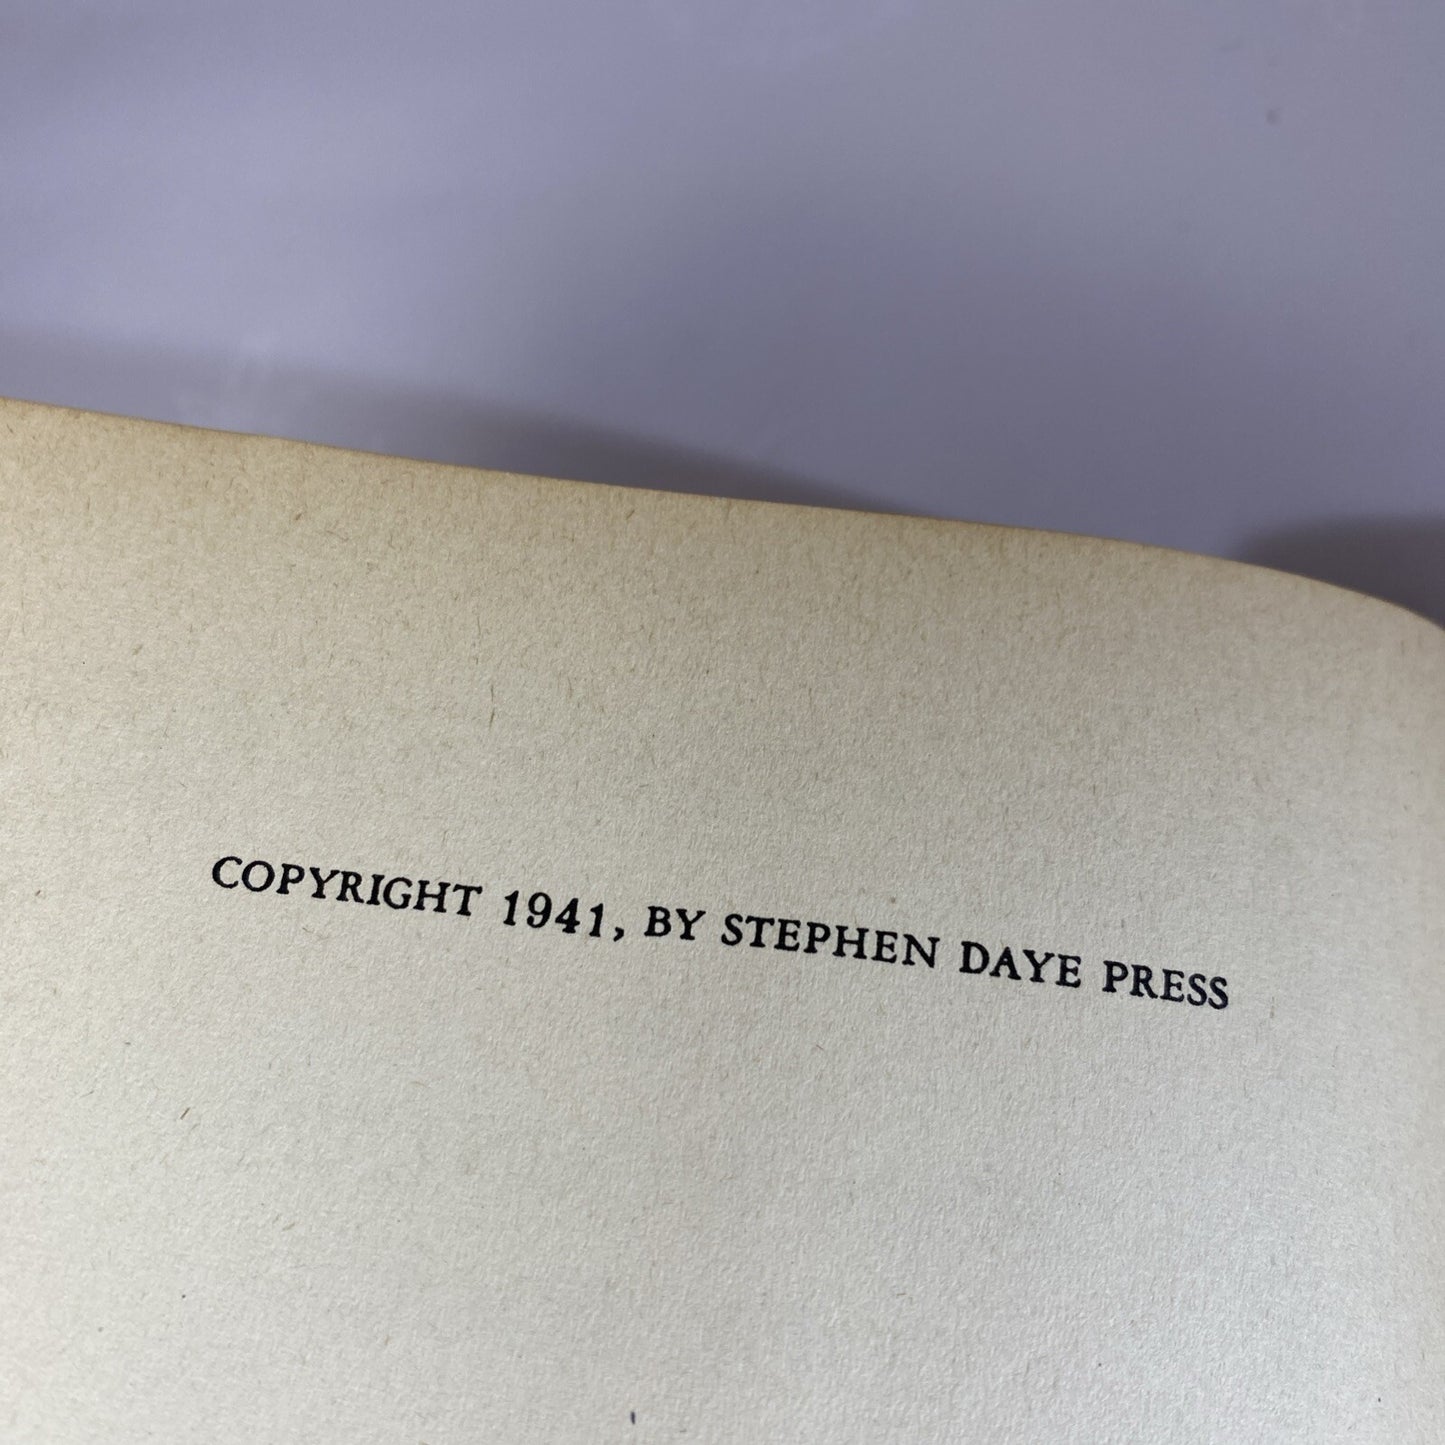 COPYRIGHT 1941, BY STEPHEN DAYE PRESS